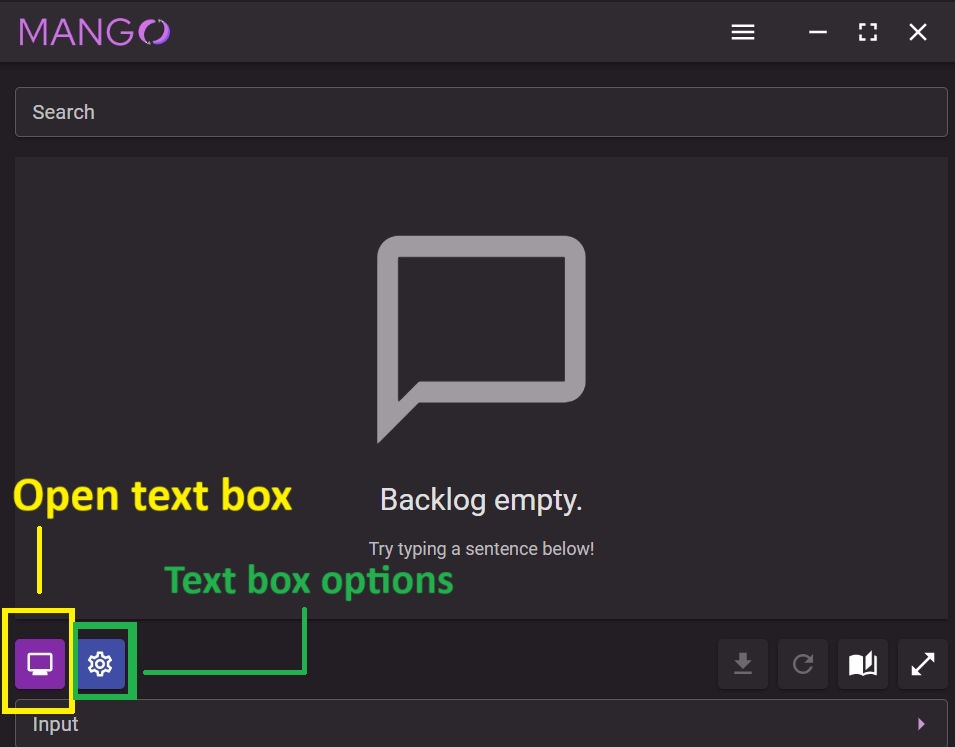 MANGO
Search
Open text box
Backlog empty.
Try typing a sentence below!
Text box options
Input